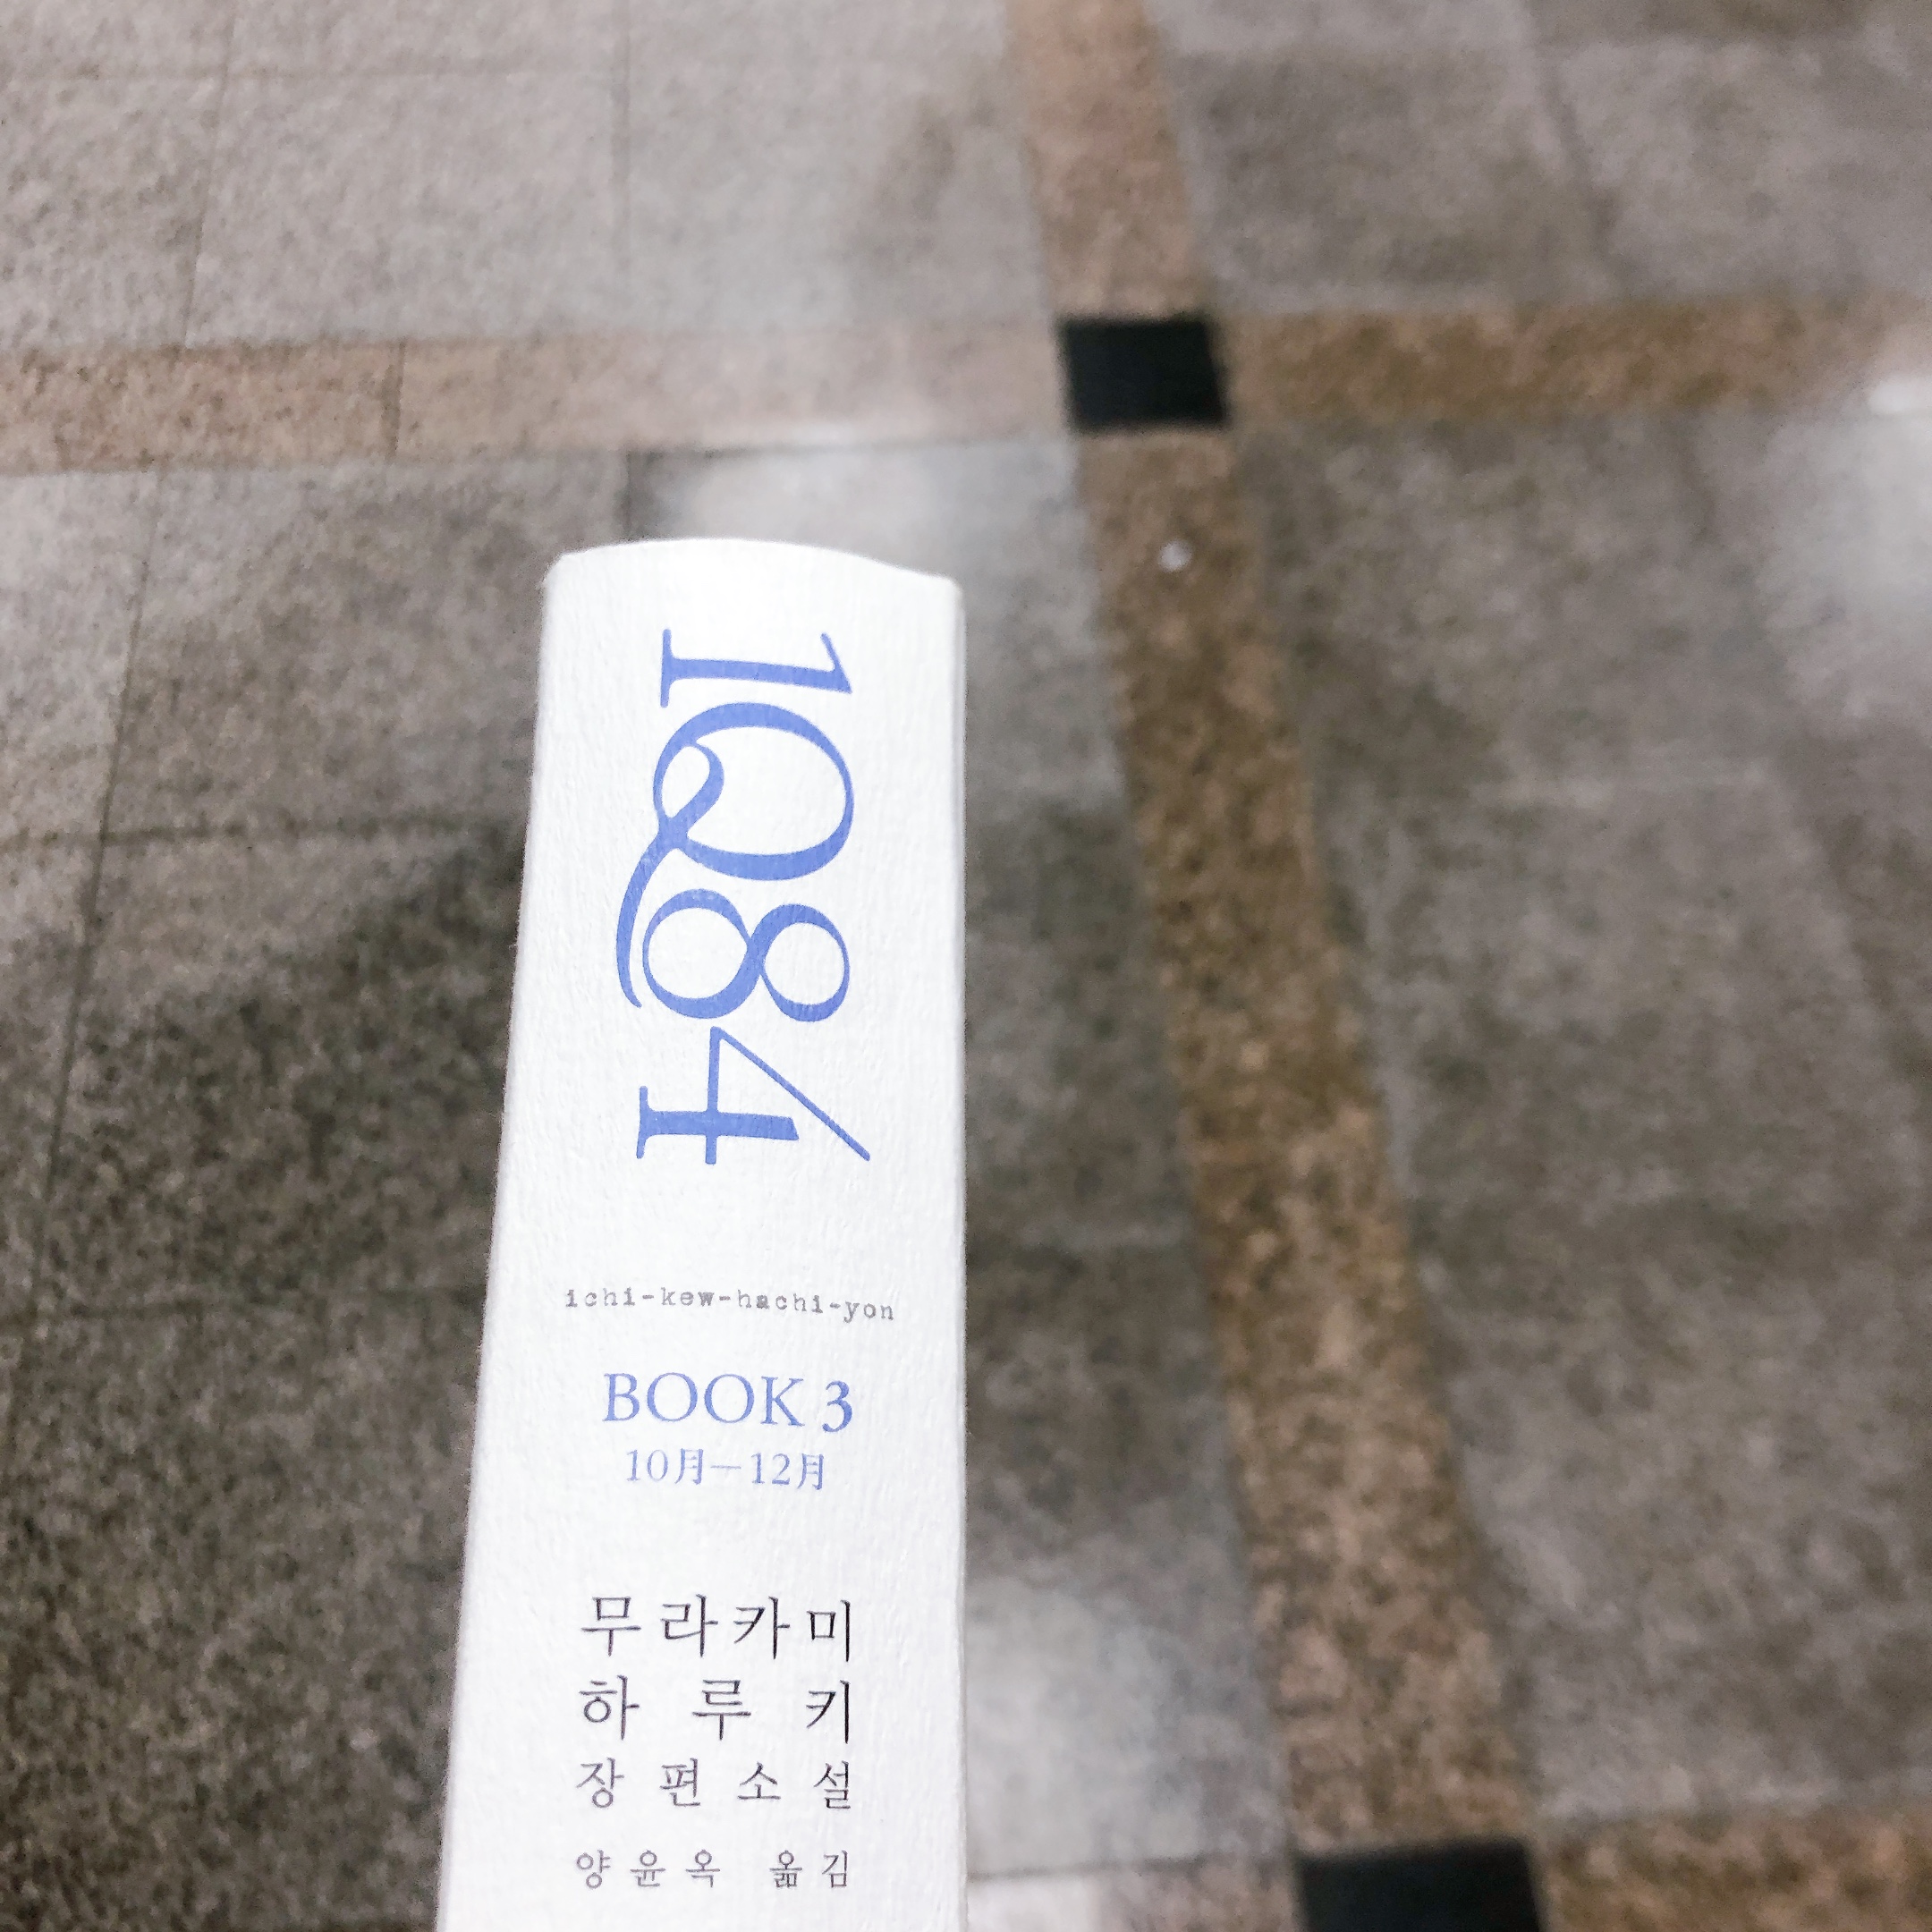 1Q84
ichi-kew-hachi-yon
BOOK 3
10月—12月
무라카미
하루키
장편소설
양윤옥 옮김